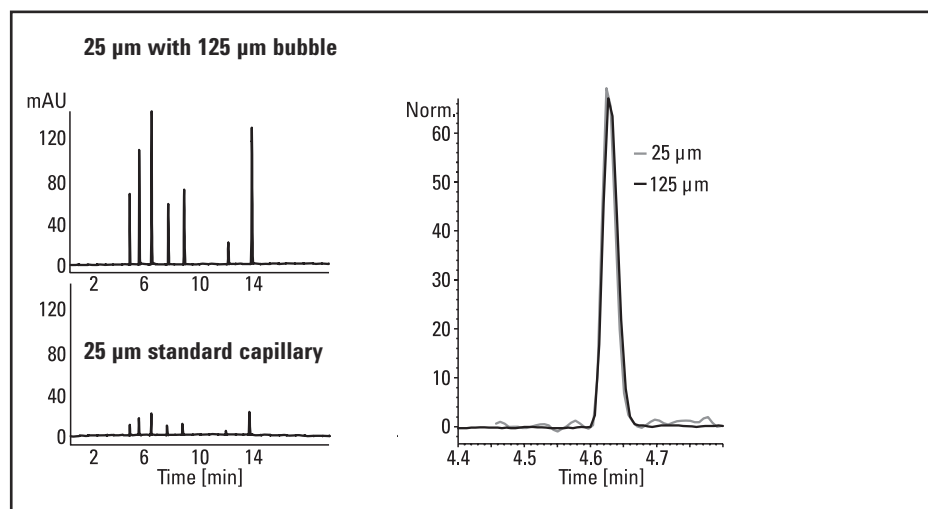 25 µm with 125 µm bubble
mAU
120
80
40
0
2 6 10 14
120
80
25 µm standard capillary
40
0
2 6 10 14
Time [min]
Norm.
60
50
40
30
20
10
0
25 µm
125 µm
4.4 4.5 4.6 4.7
Time [min]